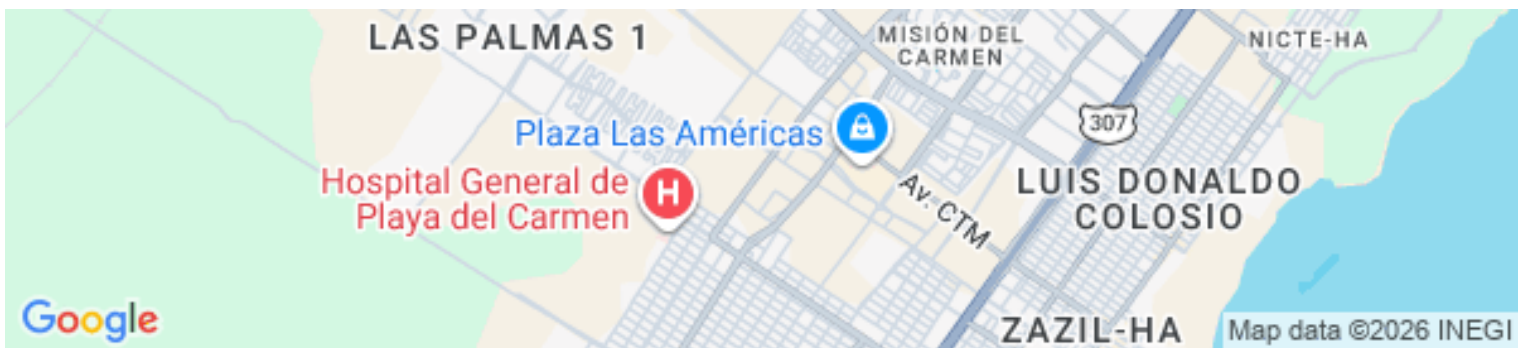 LAS PALMAS 1
MISIÓN DEL
CARMEN
NICTE-HA
307
Plaza Las Américas
Hospital General de
Playa del Carmen
Av. CTM
LUIS DONALDO
COLOSIO
ZAZIL-HA
Google
Map data ©2026 INEGI